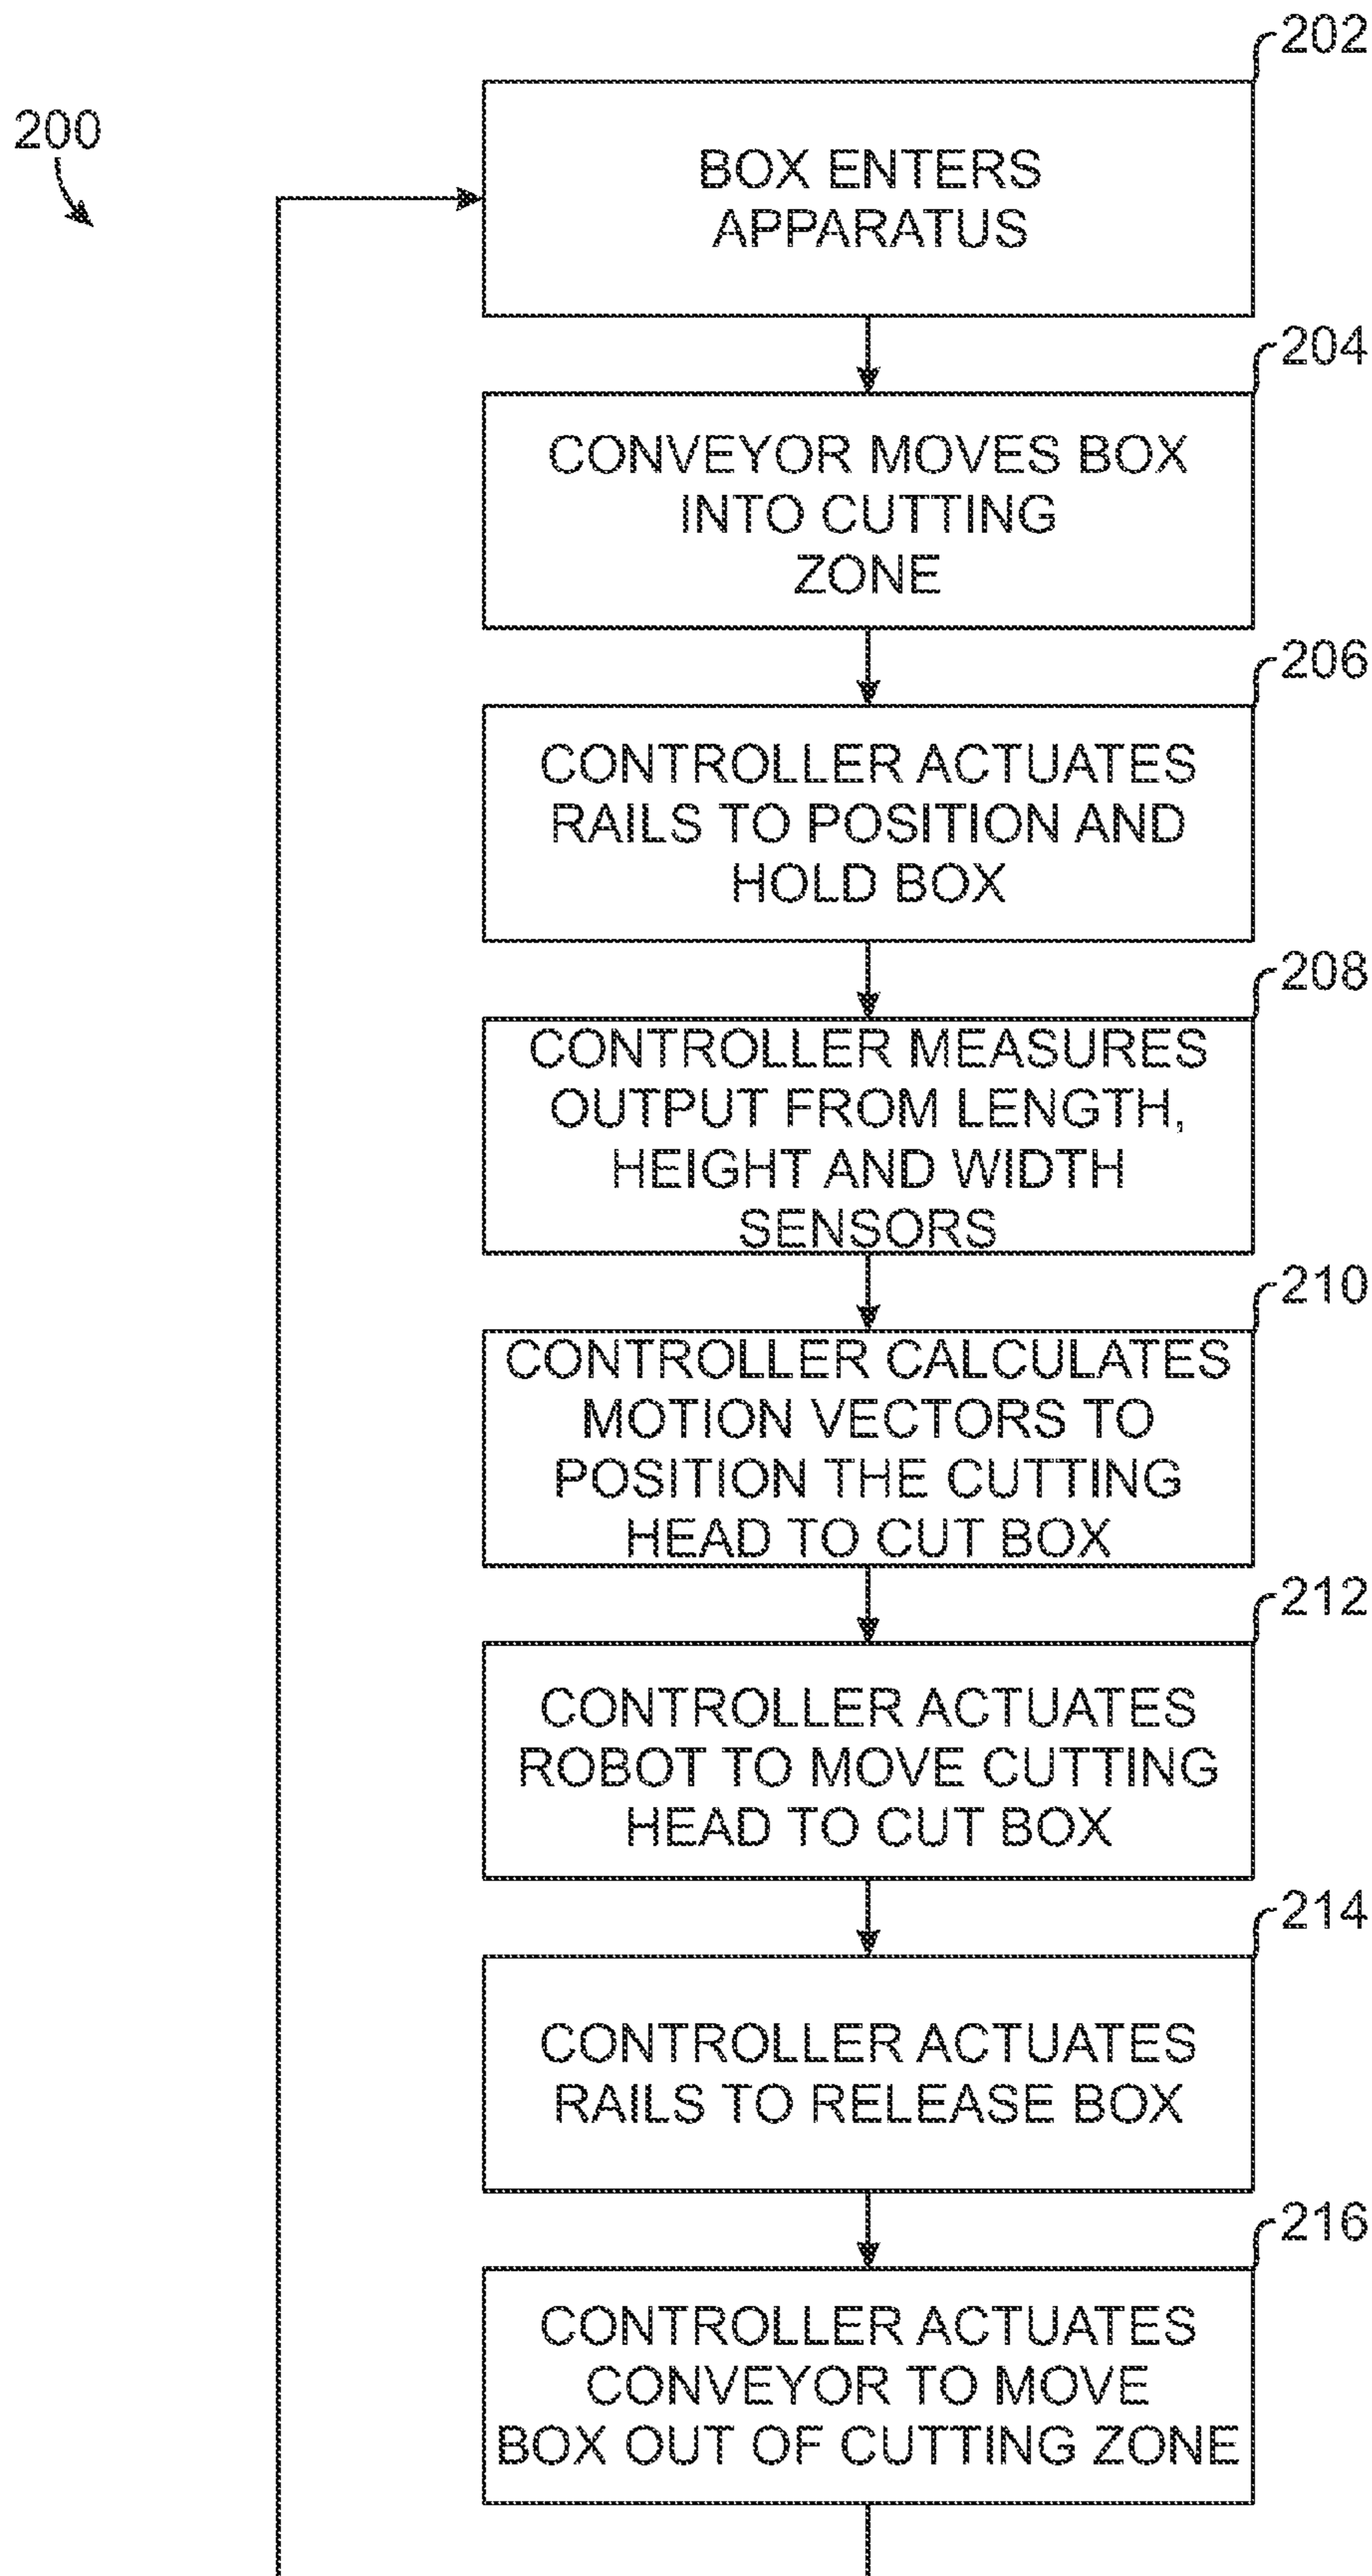 202
200
BOX ENTERS
APPARATUS
204
CONVEYOR MOVES BOX
INTO CUTTING
ZONE
206
CONTROLLER ACTUATES
RAILS TO POSITION AND
HOLD BOX
208
CONTROLLER MEASURES
OUTPUT FROM LENGTH,
HEIGHT AND WIDTH
SENSORS
210
CONTROLLER CALCULATES
MOTION VECTORS TO
POSITION THE CUTTING
HEAD TO CUT BOX
212
CONTROLLER ACTUATES
ROBOT TO MOVE CUTTING
HEAD TO CUT BOX
214
CONTROLLER ACTUATES
RAILS TO RELEASE BOX
216
CONTROLLER ACTUATES
CONVEYOR TO MOVE
BOX OUT OF CUTTING ZONE